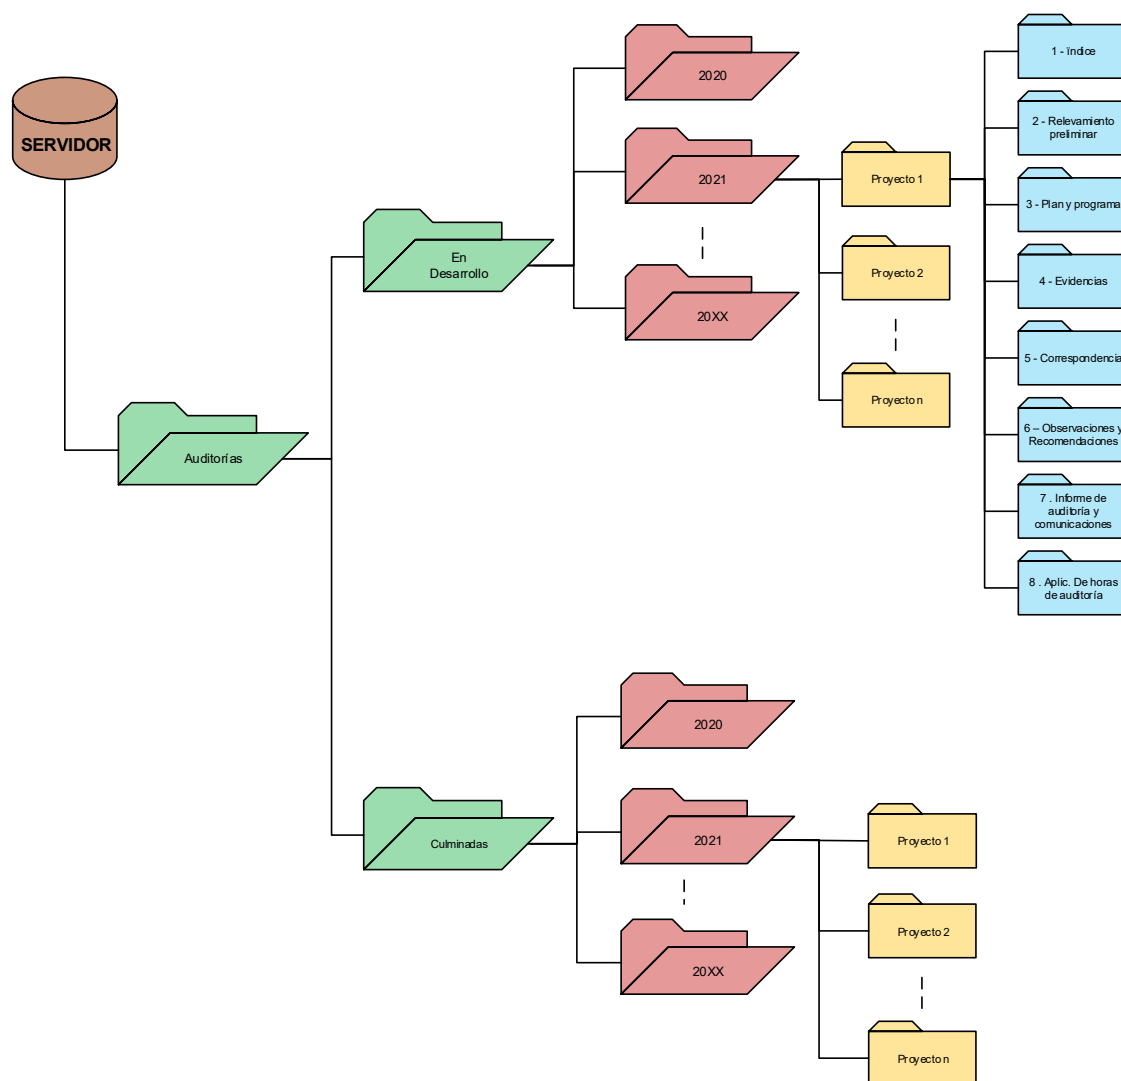 SERVIDOR
Auditorías
En
Desarrollo
2020
2021
20XX
Proyecto 1
Proyecto 2
Proyecto n
1 - ïndice
2 - Relevamiento
preliminar
3 - Plan y programa
4 - Evidencias
5 - Correspondencia
6 – Observaciones y
Recomendaciones
7 . Informe de
auditoría y
comunicaciones
8 . Aplic. De horas
de auditoría
Culminadas
2020
2021
20XX
Proyecto 1
Proyecto 2
Proyecto n